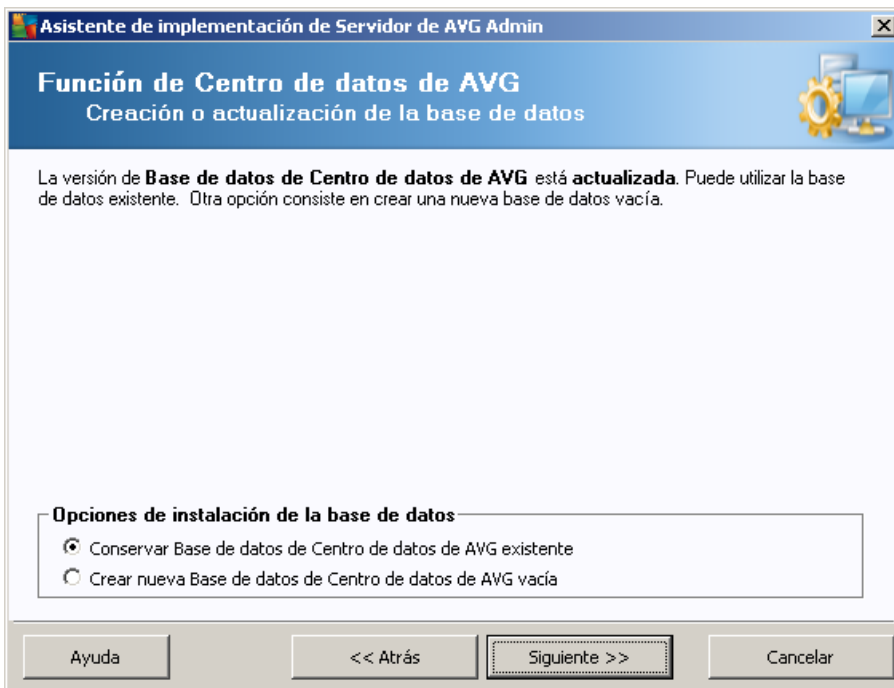 Asistente de implementación de Servidor de AVG Admin
Función de Centro de datos de AVG
Creación o actualización de la base de datos
La versión de Base de datos de Centro de datos de AVG está actualizada. Puede utilizar la base
de datos existente. Otra opción consiste en crear una nueva base de datos vacía.
Opciones de instalación de la base de datos
Conservar Base de datos de Centro de datos de AVG existente
Crear nueva Base de datos de Centro de datos de AVG vacía
Ayuda
<< Atrás
Siguiente >>
Cancelar